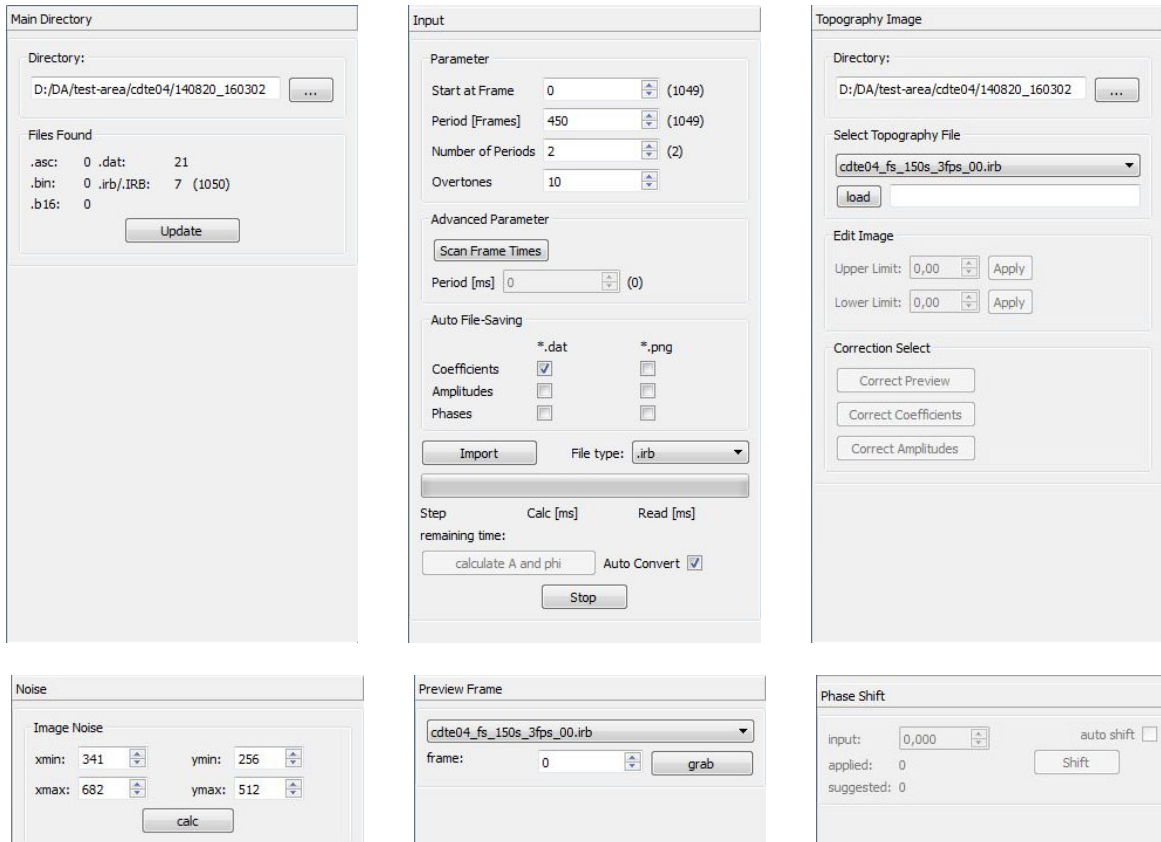 Main Directory
Directory:
D:/DA/test-area/cdte04/140820_160302 ...
Files Found
.asc: 0 .dat: 21
.bin: 0 .irb/.IRB: 7 (1050)
.b16: 0
Update
Input
Parameter
Start at Frame 0 (1049)
Period [Frames] 450 (1049)
Number of Periods 2 (2)
Overtones 10
Advanced Parameter
Scan Frame Times
Period [ms] 0 (0)
Auto File-Saving
*.dat *.png
Coefficients
Amplitudes
Phases
Import File type: .irb
Step Calc [ms] Read [ms]
remaining time:
calculate A and phi Auto Convert
Stop
Topography Image
Directory:
D:/DA/test-area/cdte04/140820_160302 ...
Select Topography File
cdte04_fs_150s_3fps_00.irb
load
Edit Image
Upper Limit: 0,00 Apply
Lower Limit: 0,00 Apply
Correction Select
Correct Preview
Correct Coefficients
Correct Amplitudes
Noise
Image Noise
xmin: 341 ymin: 256
xmax: 682 ymax: 512
calc
Preview Frame
cdte04_fs_150s_3fps_00.irb
frame: 0 grab
Phase Shift
input: 0,000 auto shift
applied: 0 Shift
suggested: 0